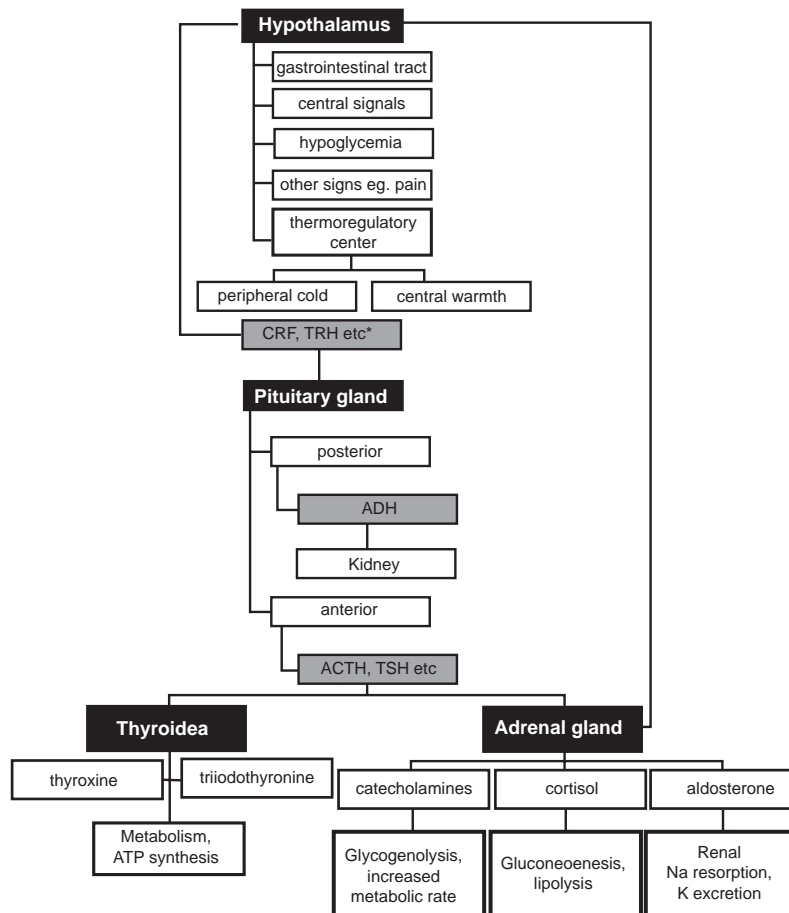 Hypothalamus
gastrointestinal tract
central signals
hypoglycemia
other signs eg. pain
thermoregulatory
center
peripheral cold
central warmth
CRF, TRH etc*
Pituitary gland
posterior
ADH
Kidney
anterior
ACTH, TSH etc
Thyroidea
Adrenal gland
thyroxine
triiodothyronine
catecholamines
cortisol
aldosterone
Metabolism,
ATP synthesis
Glycogenolysis,
increased
metabolic rate
Gluconeoenesis,
lipolysis
Renal
Na resorption,
K excretion